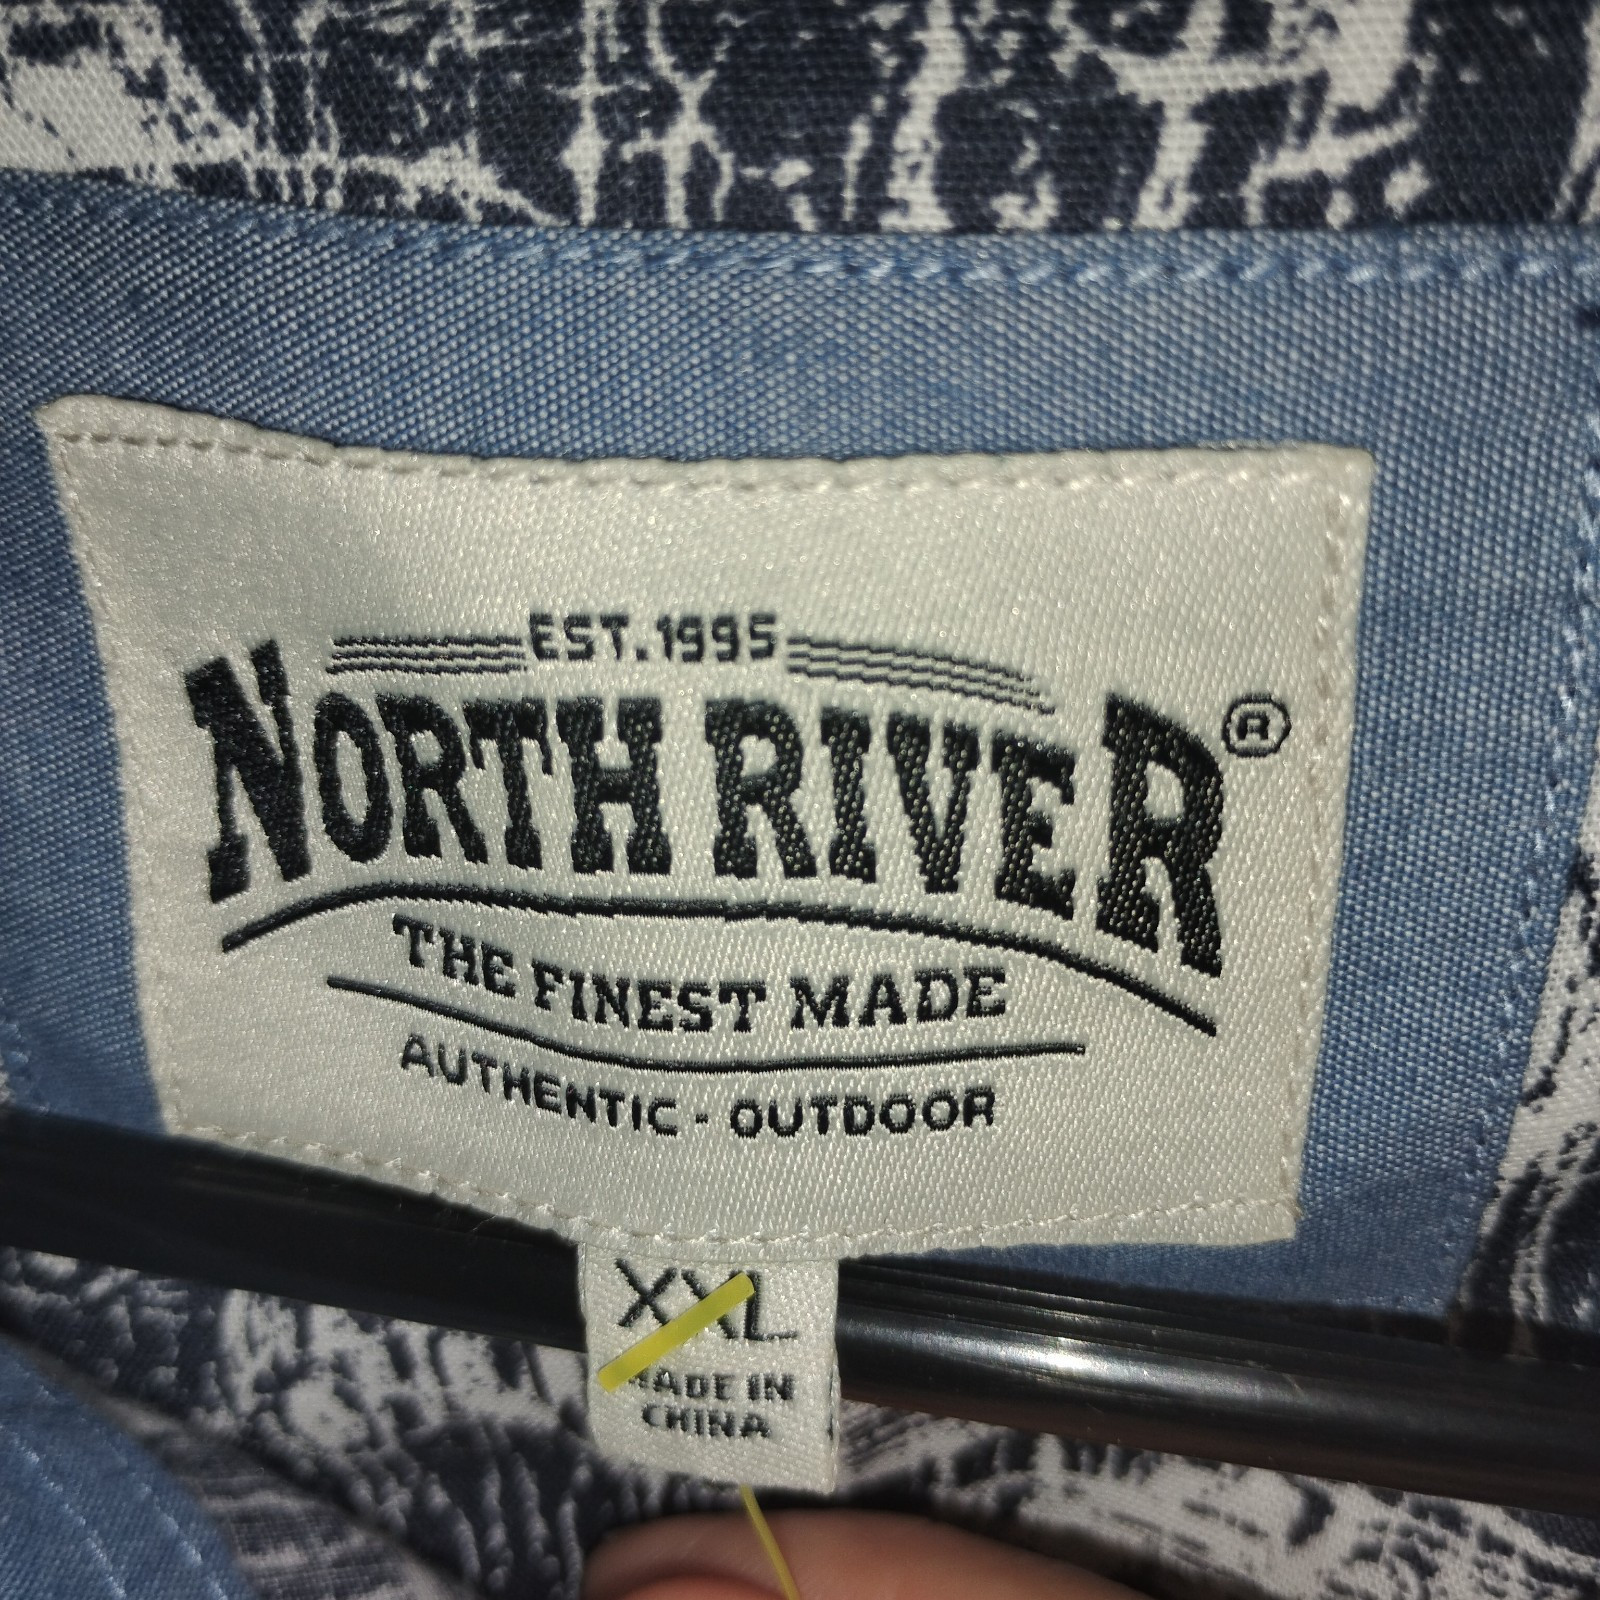 EST.1995
NORTH RIVER®
THE FINEST MADE
AUTHENTIC - OUTDOOR
XXL
MADE IN
CHINA